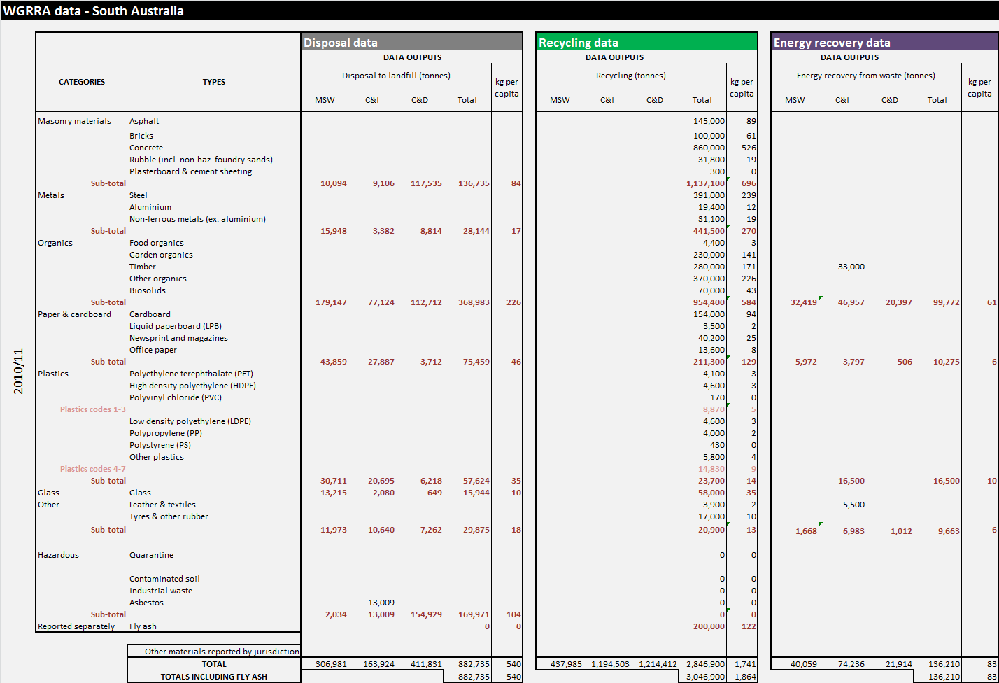 WGRRA data - South Australia
Disposal data Recycling data Energy recovery data
DATA OUTPUTS DATA OUTPUTS DATA OUTPUTS
CATEGORIES TYPES Disposal to landfill (tonnes) kg per capita Recycling (tonnes) kg per capita Energy recovery from waste (tonnes) kg per capita
MSW C&I C&D Total MSW C&I C&D Total MSW C&I C&D Total
2010/11
Masonry materials Asphalt 145,000 89
Bricks 100,000 61
Concrete 860,000 526
Rubble (incl. non-haz. foundry sands) 31,800 19
Plasterboard & cement sheeting 300 0
Sub-total 10,094 9,106 117,535 136,735 84 1,137,100 696
Metals Steel 391,000 239
Aluminium 19,400 12
Non-ferrous metals (ex. aluminium) 31,100 19
Sub-total 15,948 3,382 8,814 28,144 17 441,500 270
Organics Food organics 4,400 3
Garden organics 230,000 141
Timber 280,000 171 33,000
Other organics 370,000 226
Biosolids 70,000 43
Sub-total 179,147 77,124 112,712 368,983 226 954,400 584 32,419 46,957 20,397 99,772 61
Paper & cardboard Cardboard 154,000 94
Liquid paperboard (LPB) 3,500 2
Newsprint and magazines 40,200 25
Office paper 13,600 8
Sub-total 43,859 27,887 3,712 75,459 46 211,300 129 5,972 3,797 506 10,275 6
Plastics Polyethylene terephthalate (PET) 4,100 3
High density polyethylene (HDPE) 4,600 3
Polyvinyl chloride (PVC) 170 0
Plastics codes 1-3 8,870 5
Low density polyethylene (LDPE) 4,600 3
Polypropylene (PP) 4,000 2
Polystyrene (PS) 430 0
Other plastics 5,800 4
Plastics codes 4-7 14,830 9
Sub-total 30,711 20,695 6,218 57,624 35 23,700 14 16,500 16,500 10
Glass Glass 13,215 2,080 649 15,944 10 58,000 35
Other Leather & textiles 3,900 2 5,500
Tyres & other rubber 17,000 10
Sub-total 11,973 10,640 7,262 29,875 18 20,900 13 1,668 6,983 1,012 9,663 6
Hazardous Quarantine 0 0
Contaminated soil 0 0
Industrial waste 0 0
Asbestos 13,009 0 0
Sub-total 2,034 13,009 154,929 169,971 104 0 0
Reported separately Fly ash 0 0 200,000 122
Other materials reported by jurisdiction
TOTAL 306,981 163,924 411,831 882,735 540 437,985 1,194,503 1,214,412 2,846,900 1,741 40,059 74,236 21,914 136,210 83
TOTALS INCLUDING FLY ASH 882,735 540 3,046,900 1,864 136,210 83